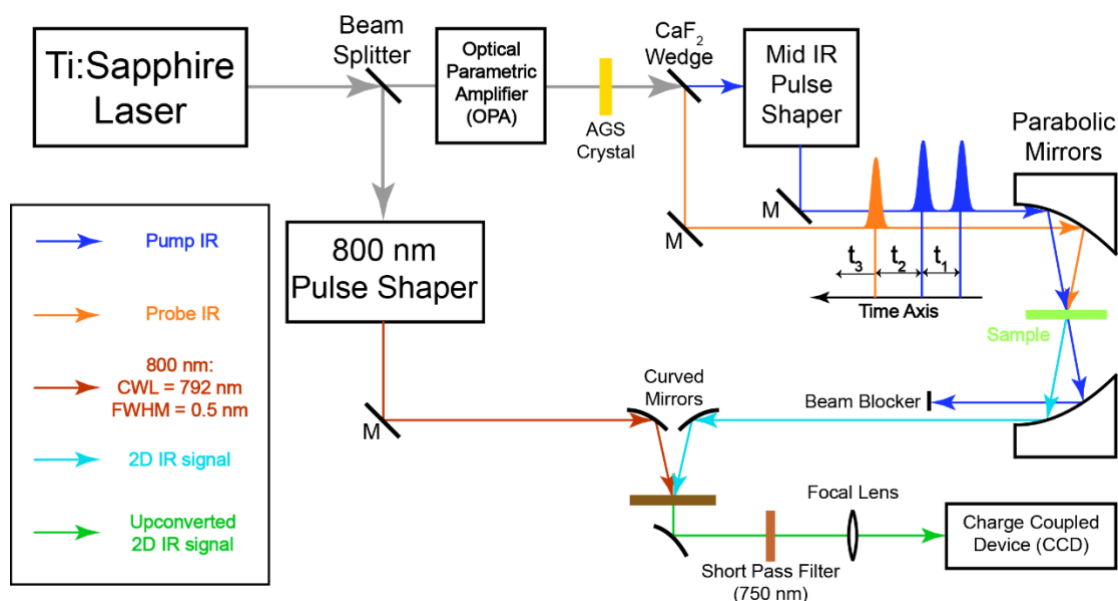 Ti:Sapphire
Laser
Beam
Splitter
Optical
Parametric
Amplifier
(OPA)
AGS
Crystal
CaF₂
Wedge
Mid IR
Pulse
Shaper
Parabolic
Mirrors
M
M
t₃
t₂
t₁
Time Axis
Sample
Pump IR
Probe IR
800 nm:
CWL = 792 nm
FWHM = 0.5 nm
2D IR signal
Upconverted
2D IR signal
800 nm
Pulse Shaper
M
Curved
Mirrors
Beam Blocker
Focal Lens
Short Pass Filter
(750 nm)
Charge Coupled
Device (CCD)